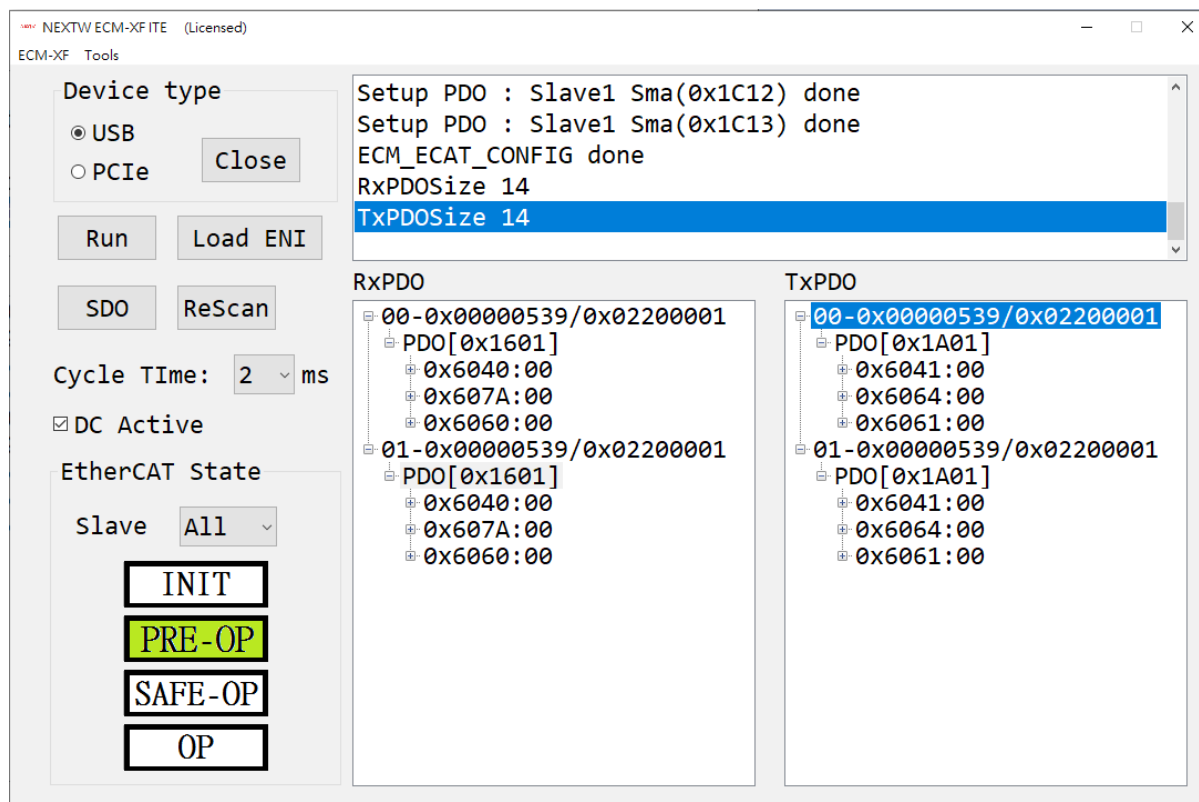 NEXTW ECM-XF ITE (Licensed)
ECM-XF Tools
Device type
USB
PCIe
Close
Run
Load ENI
SDO
ReScan
Cycle TIme: 2 ms
DC Active
EtherCAT State
Slave All
INIT
PRE-OP
SAFE-OP
OP
Setup PDO : Slave1 Sma(0x1C12) done
Setup PDO : Slave1 Sma(0x1C13) done
ECM_ECAT_CONFIG done
RxPDOSize 14
TxPDOSize 14
RxPDO
00-0x00000539/0x02200001
PDO[0x1601]
0x6040:00
0x607A:00
0x6060:00
01-0x00000539/0x02200001
PDO[0x1601]
0x6040:00
0x607A:00
0x6060:00
TxPDO
00-0x00000539/0x02200001
PDO[0x1A01]
0x6041:00
0x6064:00
0x6061:00
01-0x00000539/0x02200001
PDO[0x1A01]
0x6041:00
0x6064:00
0x6061:00